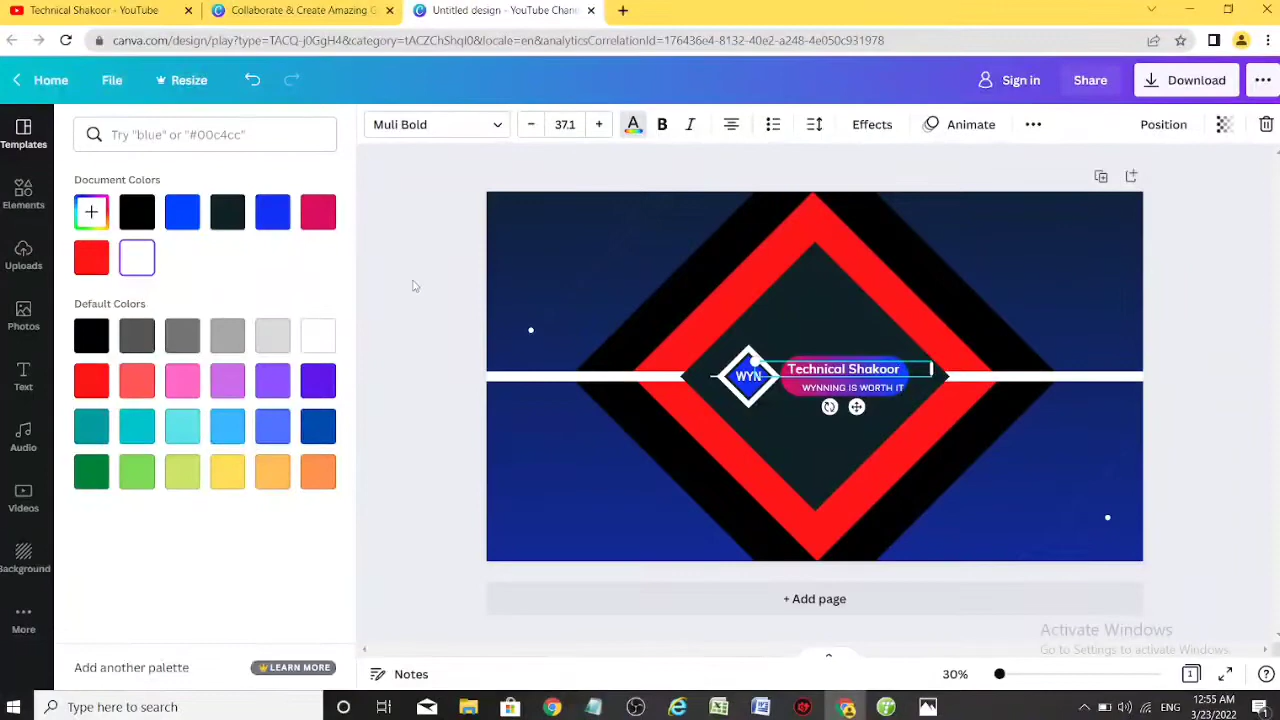 Technical Shakoor - YouTube
Collaborate & Create Amazing G
Untitled design - YouTube Chan
canva.com/design/play?type=TACQ-j0GgH4&category=tACZChShqI0&locale=en&analyticsCorrelationId=176436e4-8132-40e2-a248-4e050c931978
Home File Resize Sign in Share Download
Templates
Elements
Uploads
Photos
Text
Audio
Videos
Background
More
Try "blue" or "#00c4cc"
Muli Bold 37.1 A B I Effects Animate Position
Document Colors
Default Colors
WYN
Technical Shakoor
WYNNING IS WORTH IT
+ Add page
Activate Windows
Go to Settings to activate Windows.
Add another palette LEARN MORE
Notes 30% 1
Type here to search
ENG
12:55 AM
3/23/2022
1